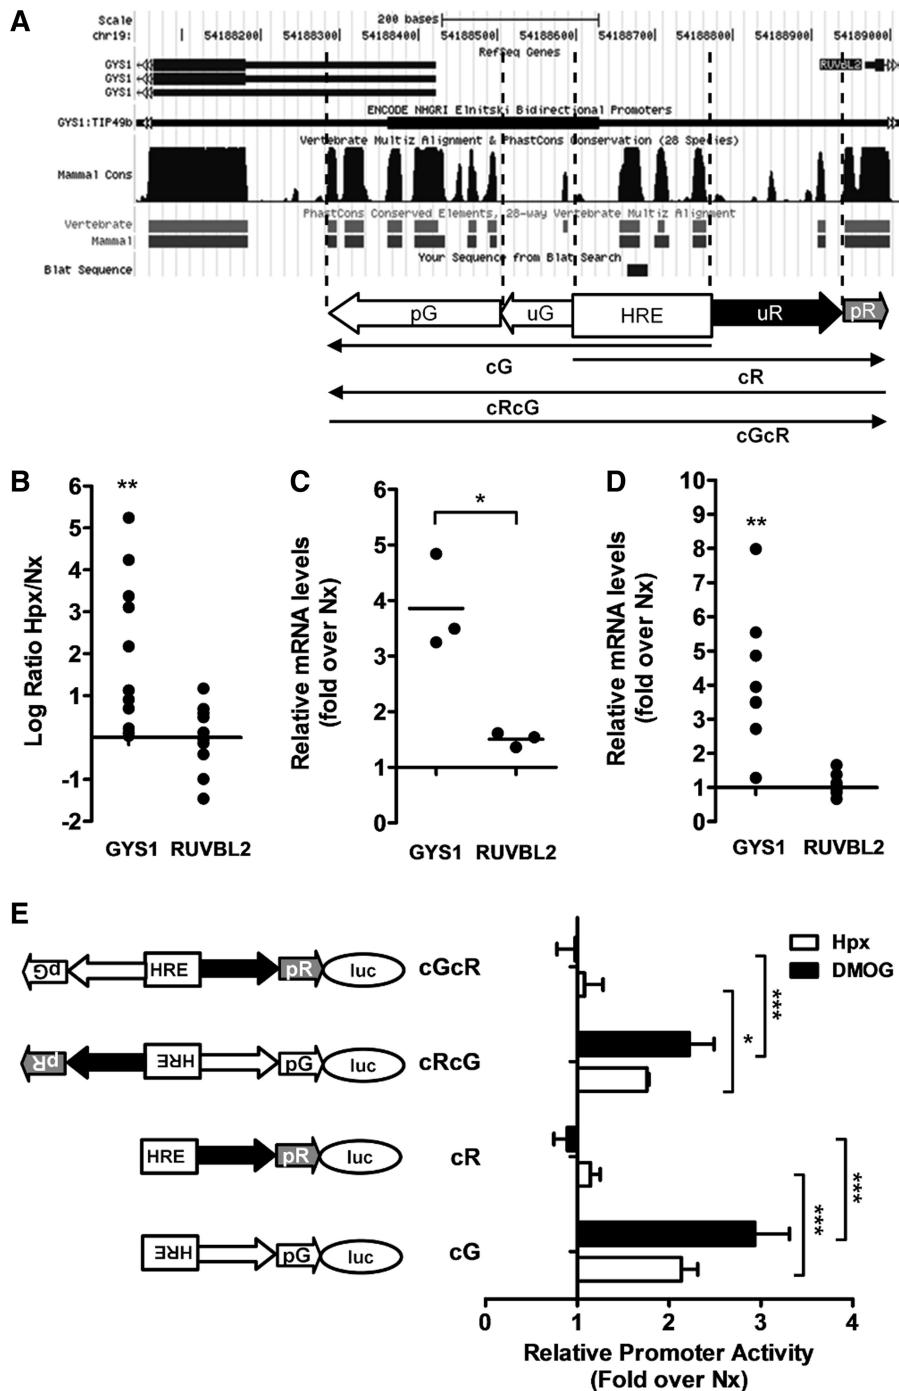 A
Scale 200 bases
chr19: 54188200 54188300 54188400 54188500 54188600 54188700 54188800 54188900 54189000
RefSeq Genes
GYS1 RUVBL2
GYS1
GYS1
ENCODE NHGRI Elnitski Bidirectional Promoters
GYS1:TIP49b
Vertebrate Multiz Alignment & PhastCons Conservation (28 Species)
Mammal Cons
PhastCons Conserved Elements, 28-way Vertebrate Multiz Alignment
Vertebrate
Mammal
Your Sequence from Blat Search
Blat Sequence
pG uG HRE uR pR
cG
cR
cRcG
cGcR
B
Log Ratio Hpx/Nx
6
5
4
3
2
1
-1
-2
**
GYS1 RUVBL2
C
Relative mRNA levels
(fold over Nx)
6
5
4
3
2
1
0
*
GYS1 RUVBL2
D
Relative mRNA levels
(fold over Nx)
10
9
8
7
6
5
4
3
2
1
0
**
GYS1 RUVBL2
E
pG HRE pR luc cGcR
pR HRE pG luc cRcG
HRE pR luc cR
HRE pG luc cG
Hpx
DMOG
***
*
***
***
0 1 2 3 4
Relative Promoter Activity
(Fold over Nx)